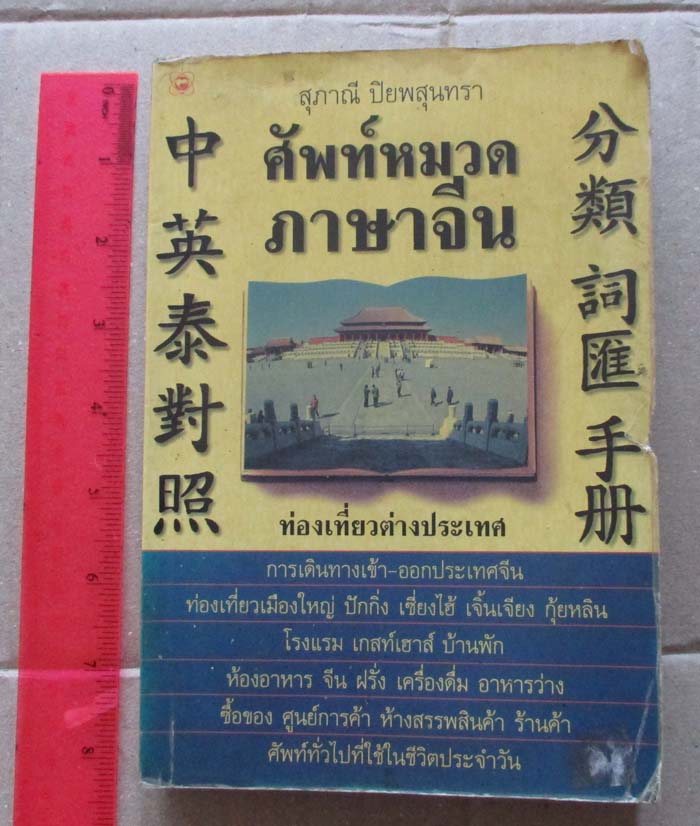 สุภาณี ปิยพสุนทรา
ศัพท์หมวด
ภาษาจีน
中英泰對照
分類詞匯手册
ท่องเที่ยวต่างประเทศ
การเดินทางเข้า-ออกประเทศจีน
ท่องเที่ยวเมืองใหญ่ ปักกิ่ง เซี่ยงไฮ้ เจิ้นเจียง กุ้ยหลิน
โรงแรม เกสท์เฮาส์ บ้านพัก
ห้องอาหาร จีน ฝรั่ง เครื่องดื่ม อาหารว่าง
ซื้อของ ศูนย์การค้า ห้างสรรพสินค้า ร้านค้า
ศัพท์ทั่วไปที่ใช้ในชีวิตประจำวัน
0
1
2
3
4
5
6
7
8